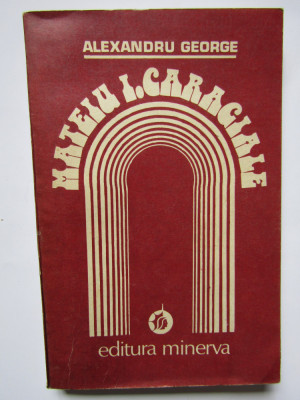 ALEXANDRU GEORGE
MATEIU I. CARAGIALE
editura minerva